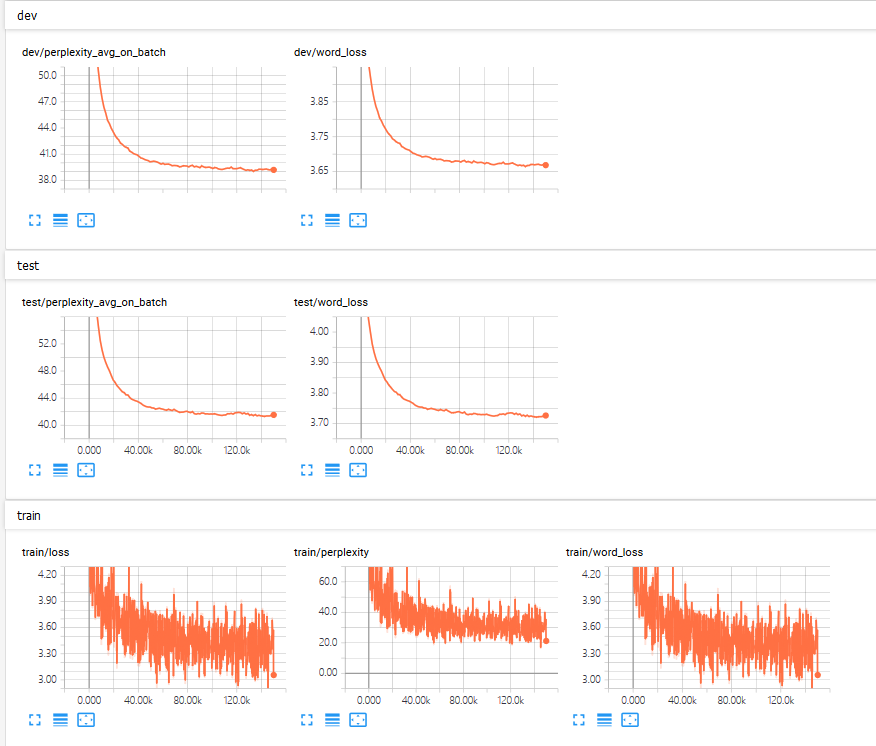 dev
dev/perplexity_avg_on_batch dev/word_loss
50.0
47.0
44.0
41.0
38.0
3.85
3.75
3.65
test
test/perplexity_avg_on_batch test/word_loss
52.0
48.0
44.0
40.0
0.000 40.00k 80.00k 120.0k
4.00
3.90
3.80
3.70
0.000 40.00k 80.00k 120.0k
train
train/loss train/perplexity train/word_loss
4.20
3.90
3.60
3.30
3.00
0.000 40.00k 80.00k 120.0k
60.0
40.0
20.0
0.00
0.000 40.00k 80.00k 120.0k
4.20
3.90
3.60
3.30
3.00
0.000 40.00k 80.00k 120.0k